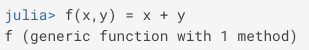 julia> f(x,y) = x + y
f (generic function with 1 method)